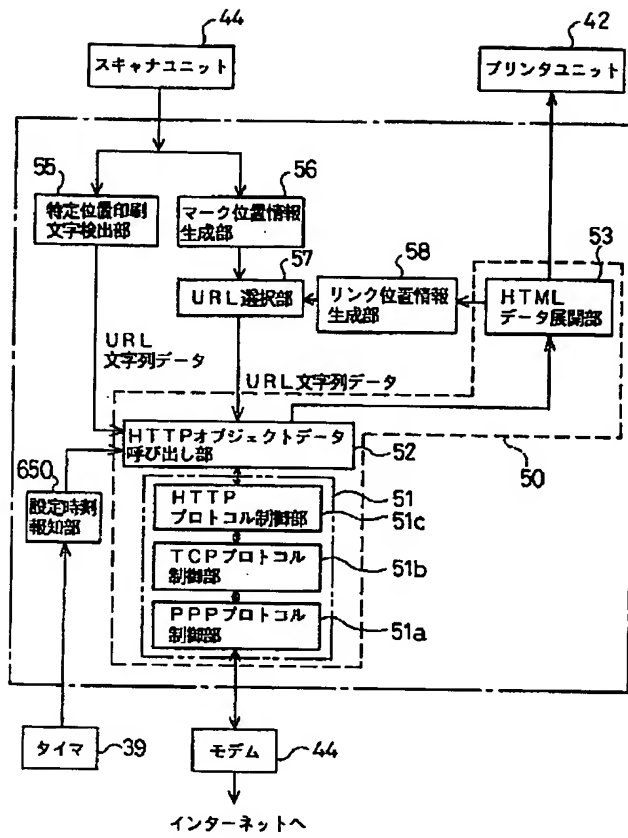 44
スキャナユニット
42
プリンタユニット
55
特定位置印刷
文字検出部
56
マーク位置情報
生成部
57
URL選択部
58
リンク位置情報
生成部
53
HTML
データ展開部
URL
文字列データ
URL文字列データ
HTTPオブジェクトデータ
呼び出し部
52
50
650
設定時刻
報知部
51
HTTP
プロトコル制御部
51c
TCPプロトコル
制御部
51b
PPPプロトコル
制御部
51a
タイマ
39
モデム
44
インターネットへ